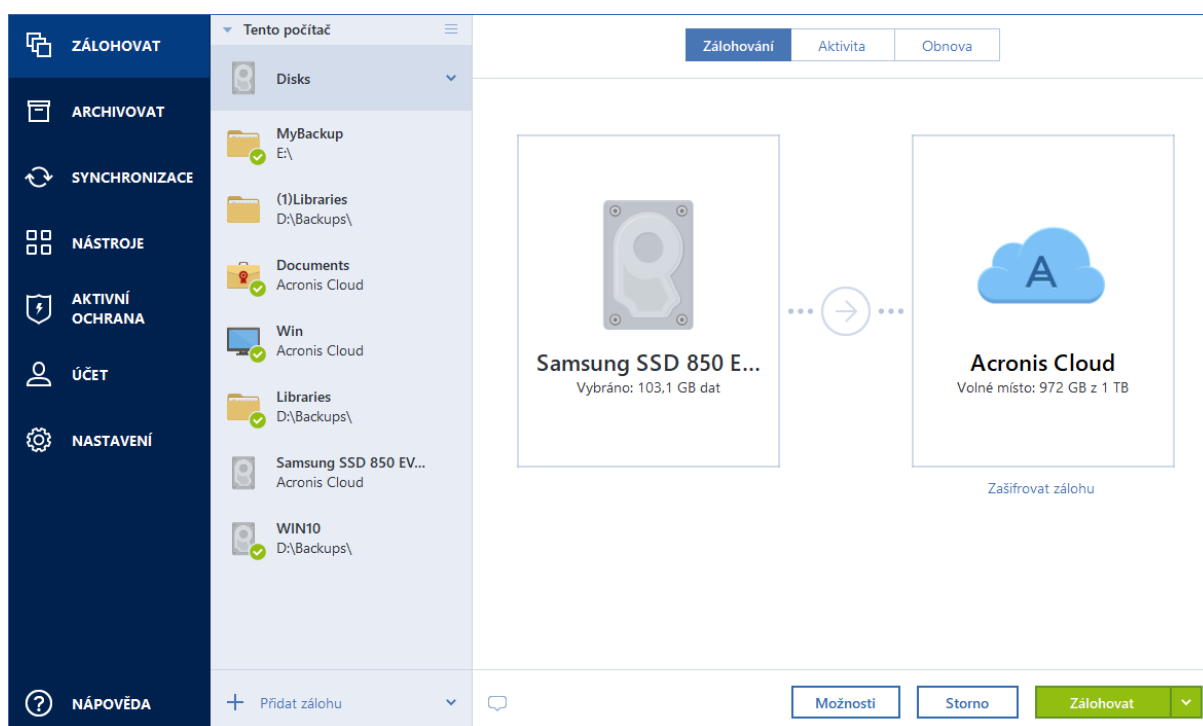 ZÁLOHOVAT
ARCHIVOVAT
SYNCHRONIZACE
NÁSTROJE
AKTIVNÍ
OCHRANA
ÚČET
NASTAVENÍ
NÁPOVĚDA
Tento počítač
Disks
MyBackup
E:\
(1)Libraries
D:\Backups\
Documents
Acronis Cloud
Win
Acronis Cloud
Libraries
D:\Backups\
Samsung SSD 850 EV...
Acronis Cloud
WIN10
D:\Backups\
Přidat zálohu
Zálohování Aktivita Obnova
Samsung SSD 850 E...
Vybráno: 103,1 GB dat
Acronis Cloud
Volné místo: 972 GB z 1 TB
Zašifrovat zálohu
Možnosti Storno Zálohovat